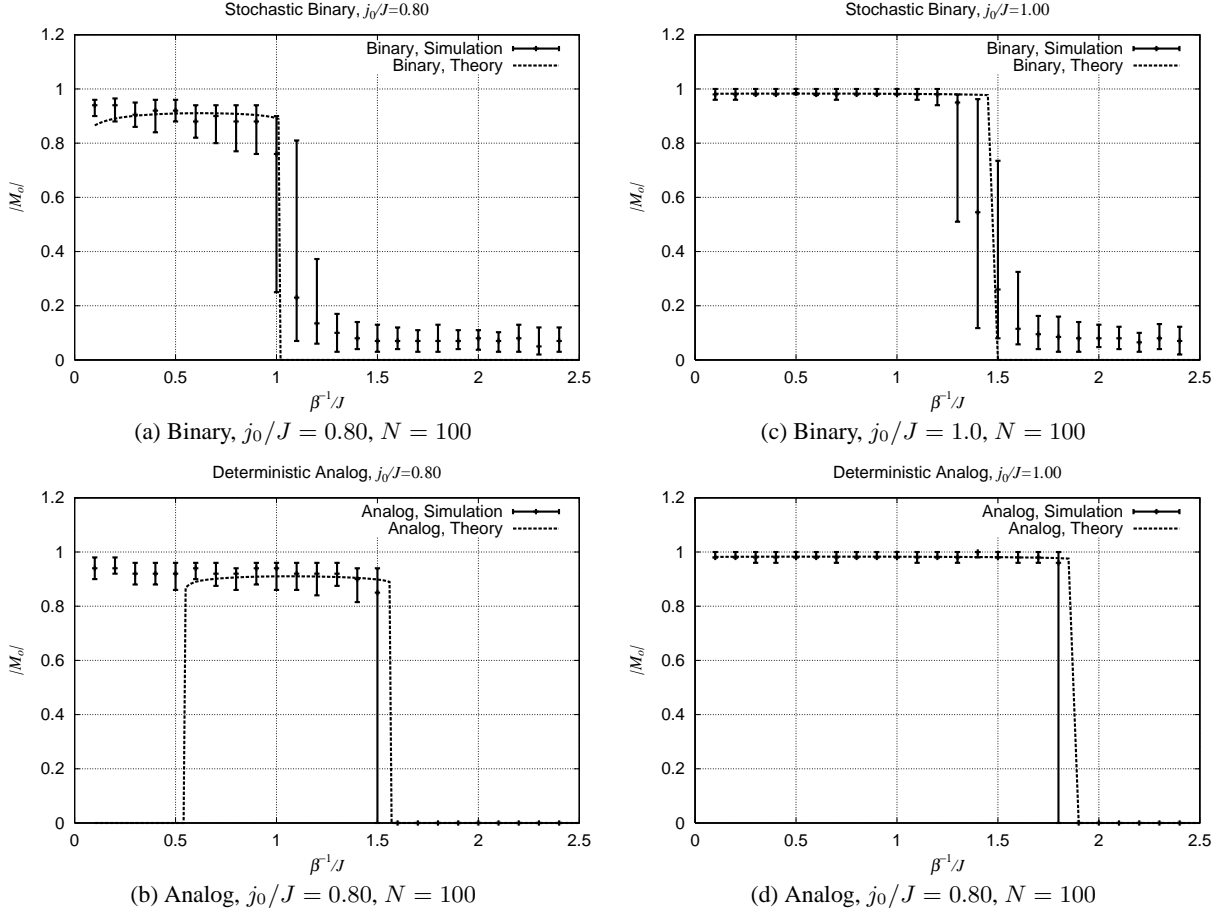 Stochastic Binary, j₀/J=0.80
1.2
1
0.8
0.6
0.4
0.2
0
|Mₒ|
Binary, Simulation
Binary, Theory
0 0.5 1 1.5 2 2.5
β⁻¹/J
(a) Binary, j₀/J = 0.80, N = 100
Stochastic Binary, j₀/J=1.00
1.2
1
0.8
0.6
0.4
0.2
0
|Mₒ|
Binary, Simulation
Binary, Theory
0 0.5 1 1.5 2 2.5
β⁻¹/J
(c) Binary, j₀/J = 1.0, N = 100
Deterministic Analog, j₀/J=0.80
1.2
1
0.8
0.6
0.4
0.2
0
|Mₒ|
Analog, Simulation
Analog, Theory
0 0.5 1 1.5 2 2.5
β⁻¹/J
(b) Analog, j₀/J = 0.80, N = 100
Deterministic Analog, j₀/J=1.00
1.2
1
0.8
0.6
0.4
0.2
0
|Mₒ|
Analog, Simulation
Analog, Theory
0 0.5 1 1.5 2 2.5
β⁻¹/J
(d) Analog, j₀/J = 0.80, N = 100